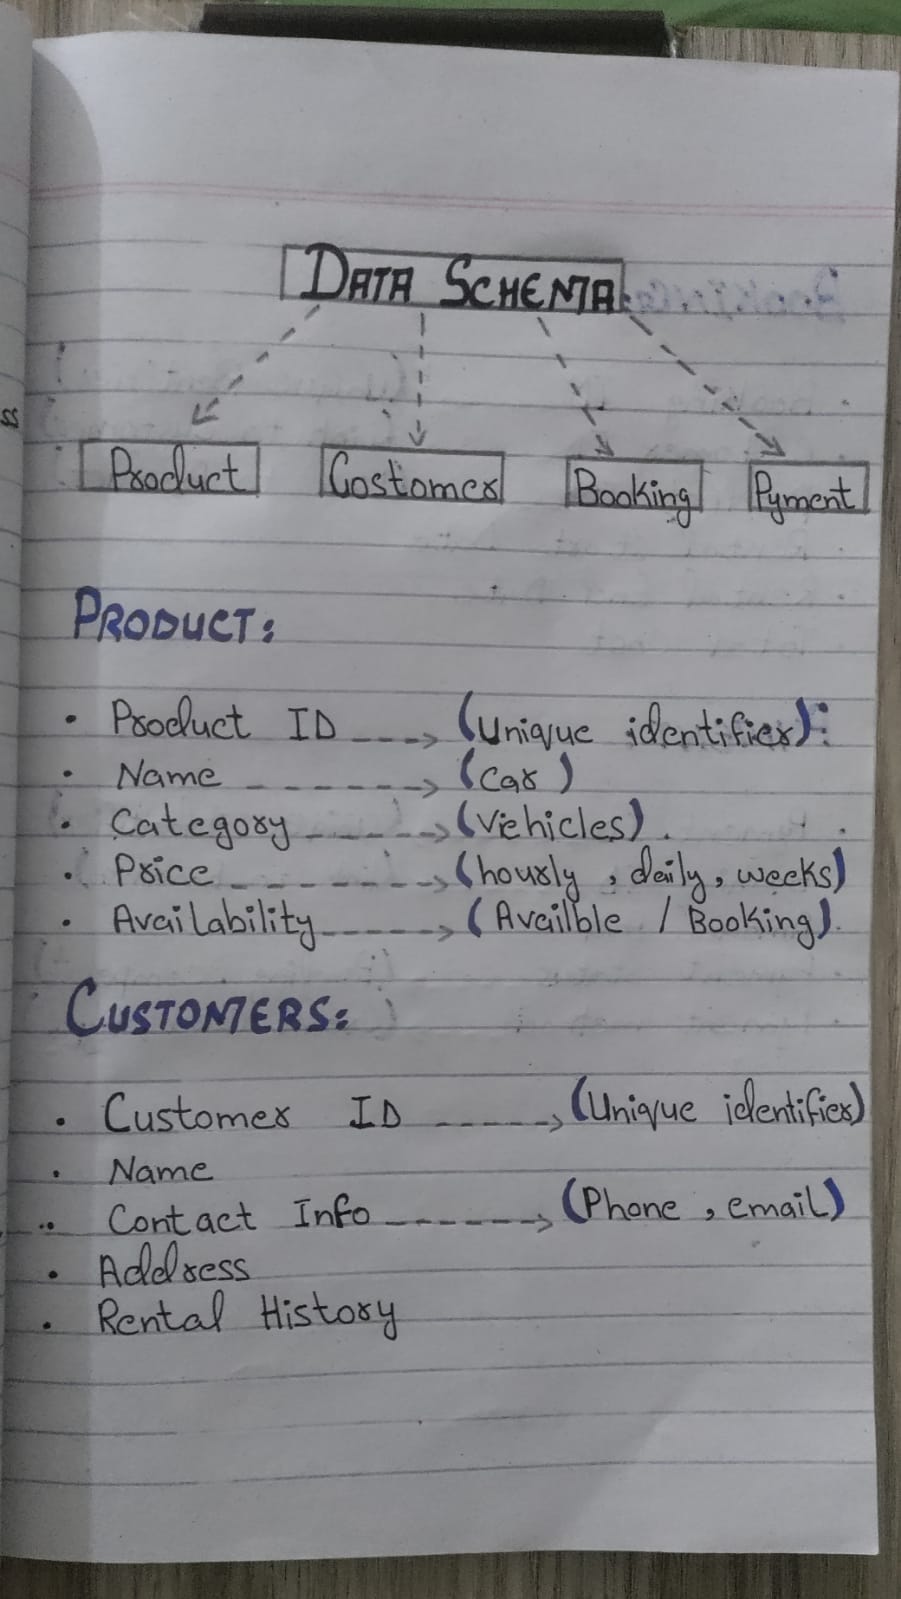 DATA SCHEMA
Product Costomer Booking Pyment
PRODUCT:
• Product ID ----> (Unique identifier):
• Name ------> (Car)
• Category -----> (Vehicles).
• Price -------> (hourly, daily, weeks)
• Availability -----> (Availble / Booking).
CUSTOMERS:
• Customer ID -----> (Unique identifier)
• Name
• Contact Info ------> (Phone, email)
• Address
• Rental History
ss